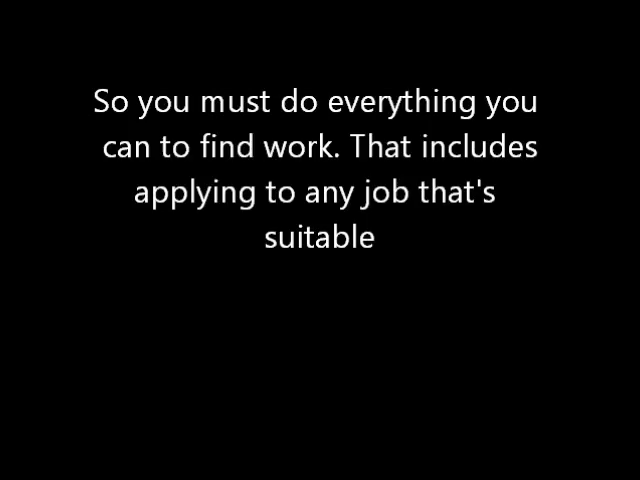 So you must do everything you
can to find work. That includes
applying to any job that's
suitable